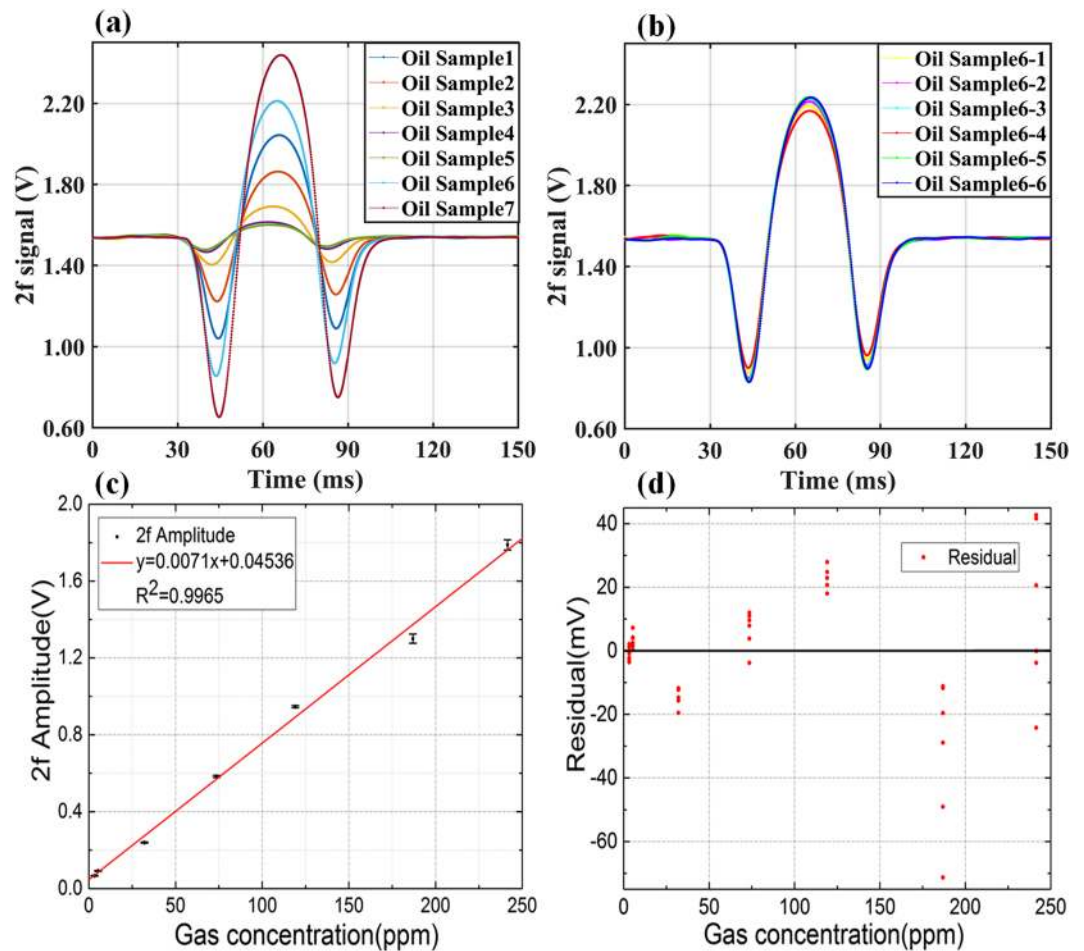 (a)
Oil Sample1
Oil Sample2
Oil Sample3
Oil Sample4
Oil Sample5
Oil Sample6
Oil Sample7
2.20
1.80
1.40
1.00
0.60
2f signal (V)
0 30 60 90 120 150
Time (ms)
(b)
Oil Sample6-1
Oil Sample6-2
Oil Sample6-3
Oil Sample6-4
Oil Sample6-5
Oil Sample6-6
2.20
1.80
1.40
1.00
0.60
2f signal (V)
0 30 60 90 120 150
Time (ms)
(c)
2f Amplitude
y=0.0071x+0.04536
R²=0.9965
2.0
1.6
1.2
0.8
0.4
0.0
2f Amplitude(V)
0 50 100 150 200 250
Gas concentration(ppm)
(d)
Residual
40
20
0
-20
-40
-60
Residual(mV)
0 50 100 150 200 250
Gas concentration(ppm)